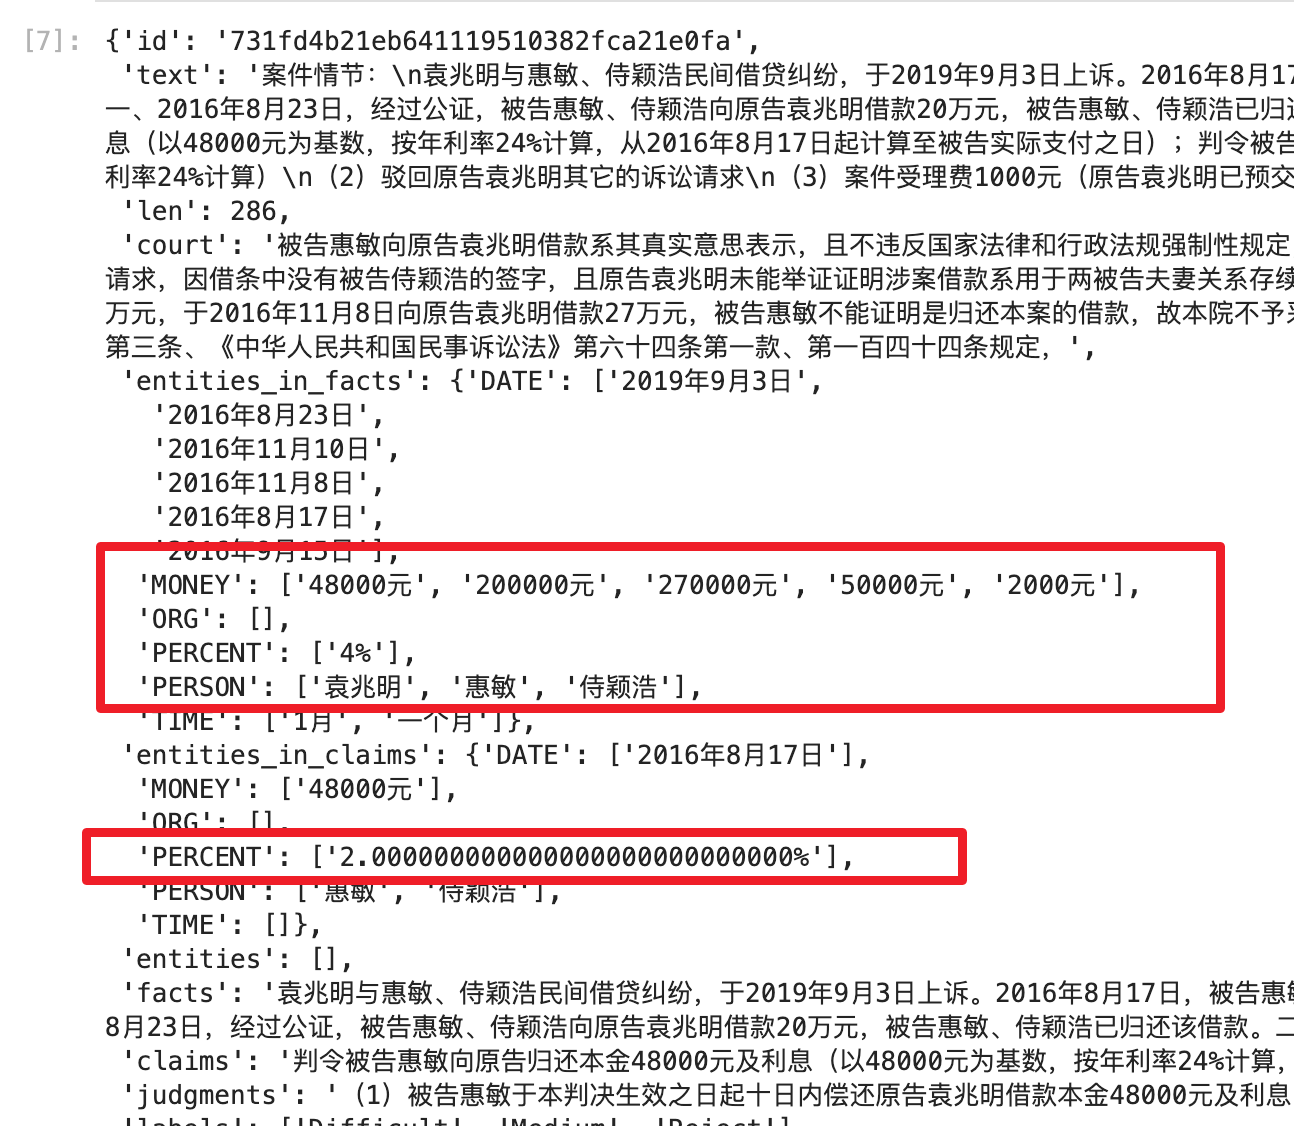 [7]: {'id': '731fd4b21eb641119510382fca21e0fa',
'text': '案件情节：\n袁兆明与惠敏、侍颖浩民间借贷纠纷，于2019年9月3日上诉。2016年8月17
一、2016年8月23日，经过公证，被告惠敏、侍颖浩向原告袁兆明借款20万元，被告惠敏、侍颖浩已归还
息（以48000元为基数，按年利率24%计算，从2016年8月17日起计算至被告实际支付之日）；判令被告
利率24%计算）\n（2）驳回原告袁兆明其它的诉讼请求\n（3）案件受理费1000元（原告袁兆明已预交
'len': 286,
'court': '被告惠敏向原告袁兆明借款系其真实意思表示，且不违反国家法律和行政法规强制性规定
请求，因借条中没有被告侍颖浩的签字，且原告袁兆明未能举证证明涉案借款系用于两被告夫妻关系存续
万元，于2016年11月8日向原告袁兆明借款27万元，被告惠敏不能证明是归还本案的借款，故本院不予采
第三条、《中华人民共和国民事诉讼法》第六十四条第一款、第一百四十四条规定，',
'entities_in_facts': {'DATE': ['2019年9月3日',
'2016年8月23日',
'2016年11月10日',
'2016年11月8日',
'2016年8月17日',
'2016年9月15日'],
'MONEY': ['48000元', '200000元', '270000元', '50000元', '2000元'],
'ORG': [],
'PERCENT': ['4%'],
'PERSON': ['袁兆明', '惠敏', '侍颖浩'],
'TIME': ['1月', '一个月']},
'entities_in_claims': {'DATE': ['2016年8月17日'],
'MONEY': ['48000元'],
'ORG': [],
'PERCENT': ['2.000000000000000000000000000%'],
'PERSON': ['惠敏', '侍颖浩'],
'TIME': []},
'entities': [],
'facts': '袁兆明与惠敏、侍颖浩民间借贷纠纷，于2019年9月3日上诉。2016年8月17日，被告惠敏
8月23日，经过公证，被告惠敏、侍颖浩向原告袁兆明借款20万元，被告惠敏、侍颖浩已归还该借款。二
'claims': '判令被告惠敏向原告归还本金48000元及利息（以48000元为基数，按年利率24%计算，
'judgments': '（1）被告惠敏于本判决生效之日起十日内偿还原告袁兆明借款本金48000元及利息
'labels': ['Difficult', 'Medium', 'Reject']